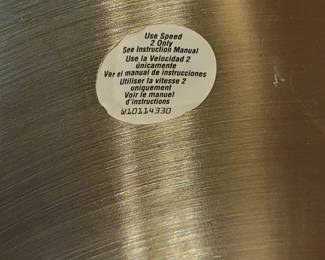 Use Speed
2 Only
See Instruction Manual
Use la Velocidad 2
únicamente
Ver el manual de instrucciones
Utiliser la vitesse 2
uniquement
Voir le manuel
d'instructions
W10114330